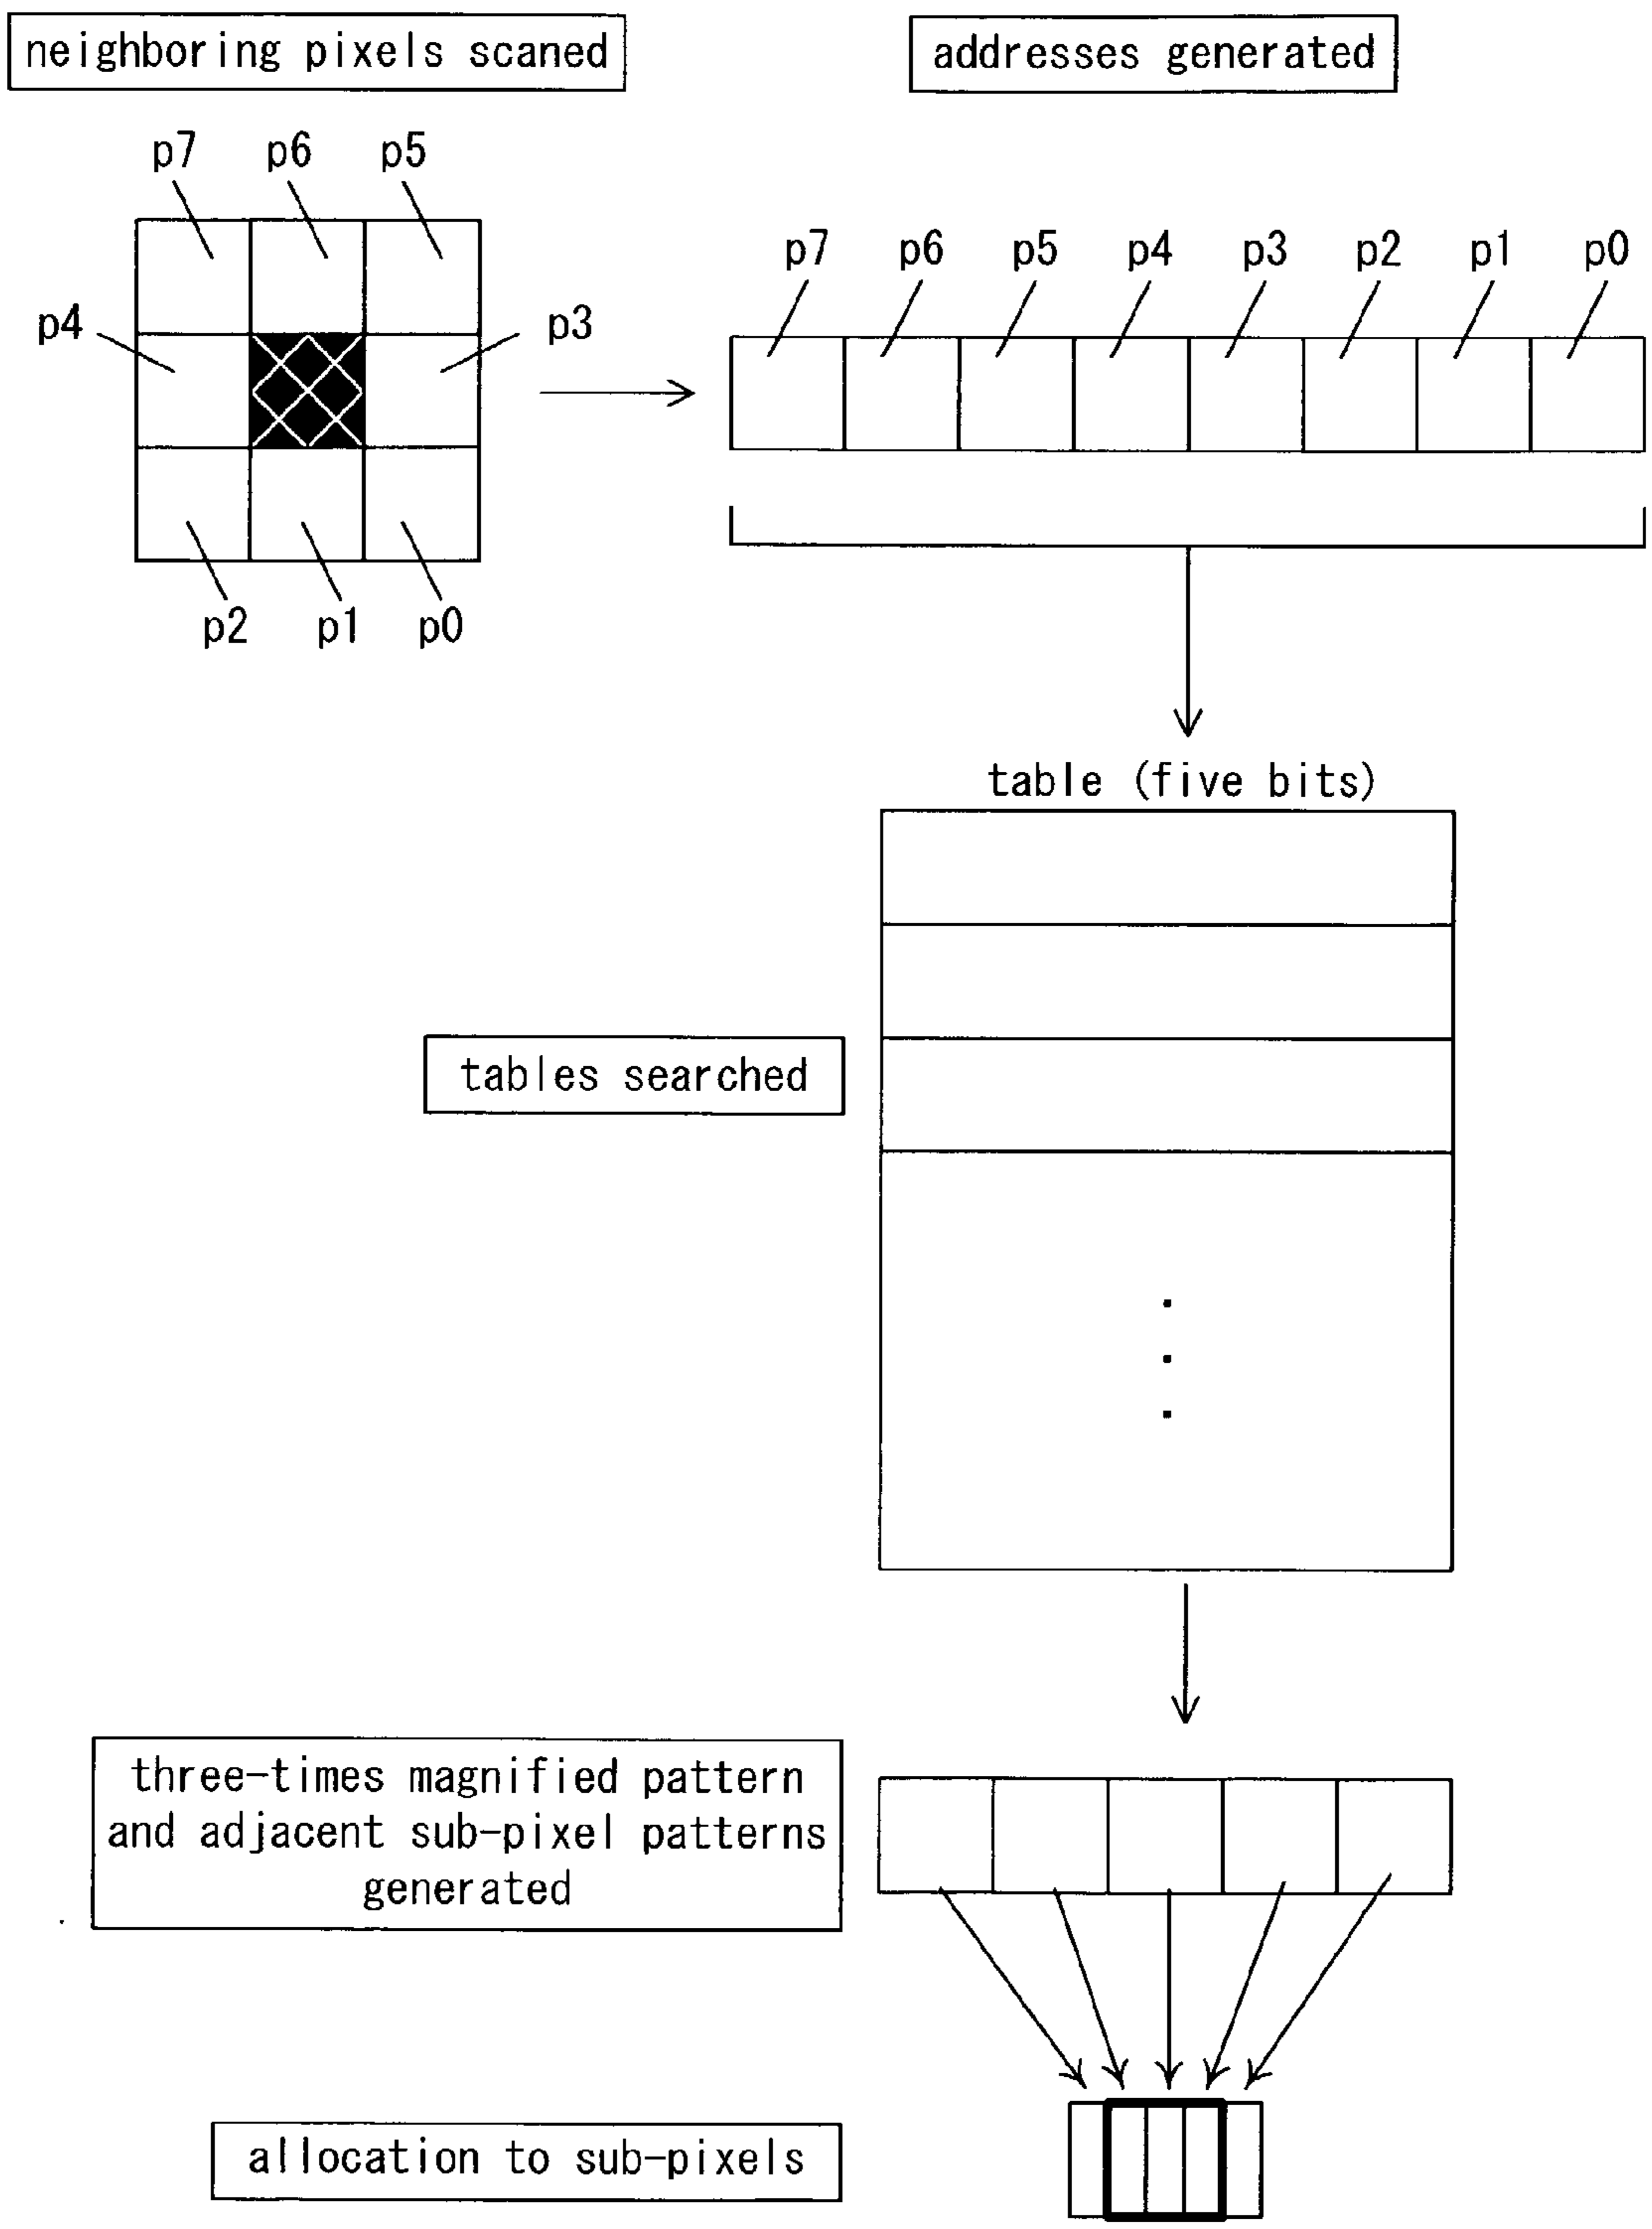 neighboring pixels scaned
addresses generated
p7 p6 p5
p7 p6 p5 p4 p3 p2 p1 p0
p4 p3
p2 p1 p0
table (five bits)
tables searched
three-times magnified pattern
and adjacent sub-pixel patterns
generated
allocation to sub-pixels